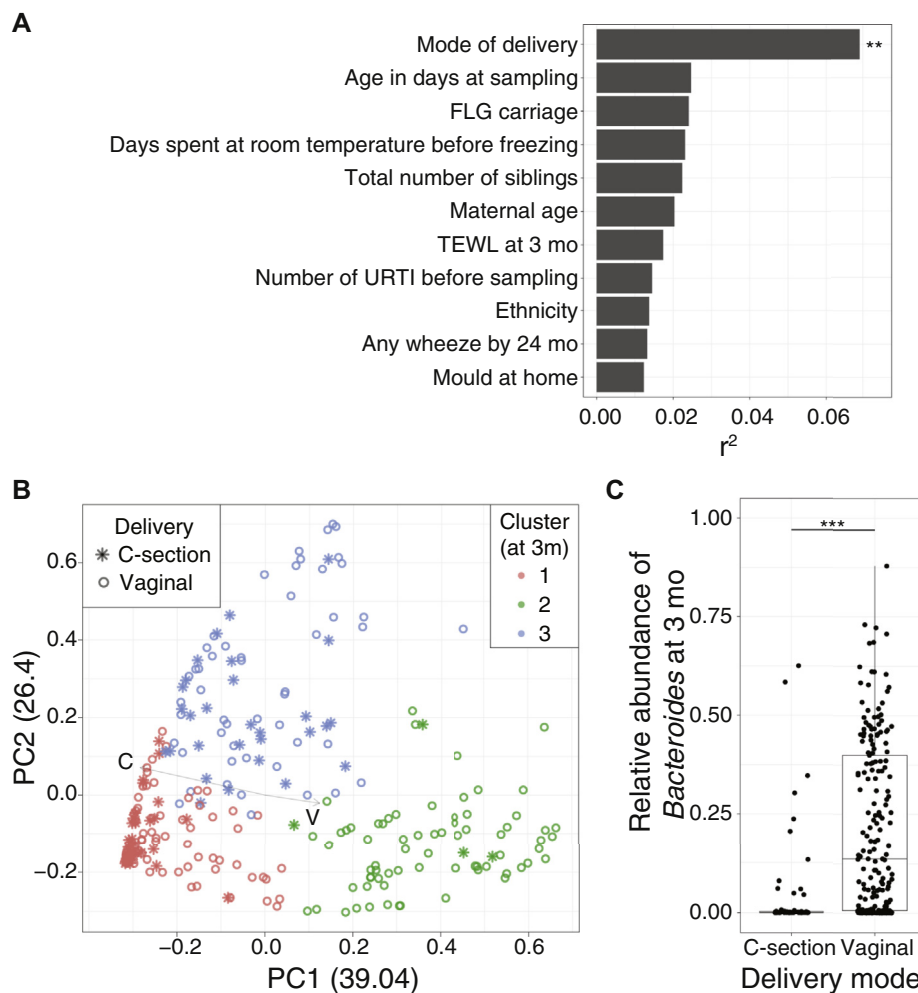 A
Mode of delivery
**
Age in days at sampling
FLG carriage
Days spent at room temperature before freezing
Total number of siblings
Maternal age
TEWL at 3 mo
Number of URTI before sampling
Ethnicity
Any wheeze by 24 mo
Mould at home
0.00 0.02 0.04 0.06
r²
B
Delivery
C-section
Vaginal
Cluster
(at 3m)
1
2
3
C
V
0.6
0.4
0.2
0.0
−0.2
PC2 (26.4)
−0.2 0.0 0.2 0.4 0.6
PC1 (39.04)
C
***
1.00
0.75
0.50
0.25
0.00
Relative abundance of
Bacteroides at 3 mo
C-section Vaginal
Delivery mode